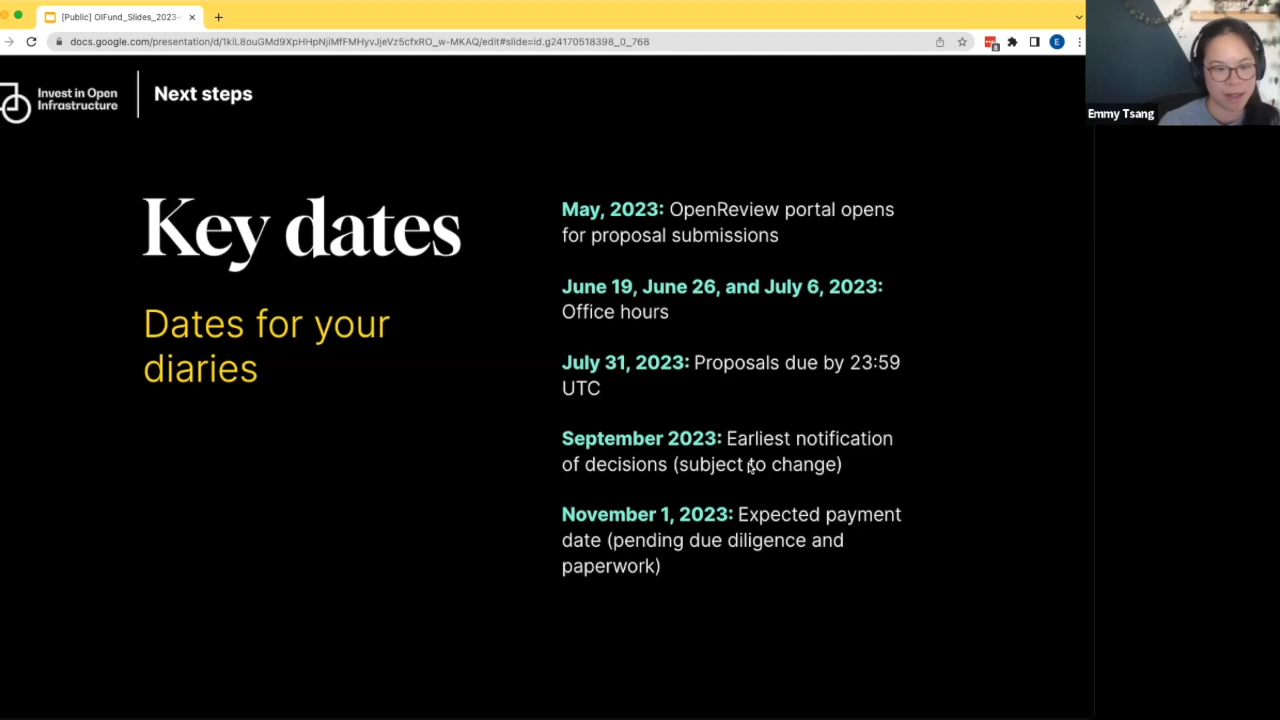 [Public] OIFund_Slides_2023-
docs.google.com/presentation/d/1kiL8ouGMd9XpHHpNjiMfFMHyvJjeVz5cfxRO_w-MKAQ/edit#slide=id.g24170518398_0_768
E
Invest in Open
Infrastructure
Next steps
Emmy Tsang
Key dates
Dates for your
diaries
May, 2023: OpenReview portal opens
for proposal submissions
June 19, June 26, and July 6, 2023:
Office hours
July 31, 2023: Proposals due by 23:59
UTC
September 2023: Earliest notification
of decisions (subject to change)
November 1, 2023: Expected payment
date (pending due diligence and
paperwork)